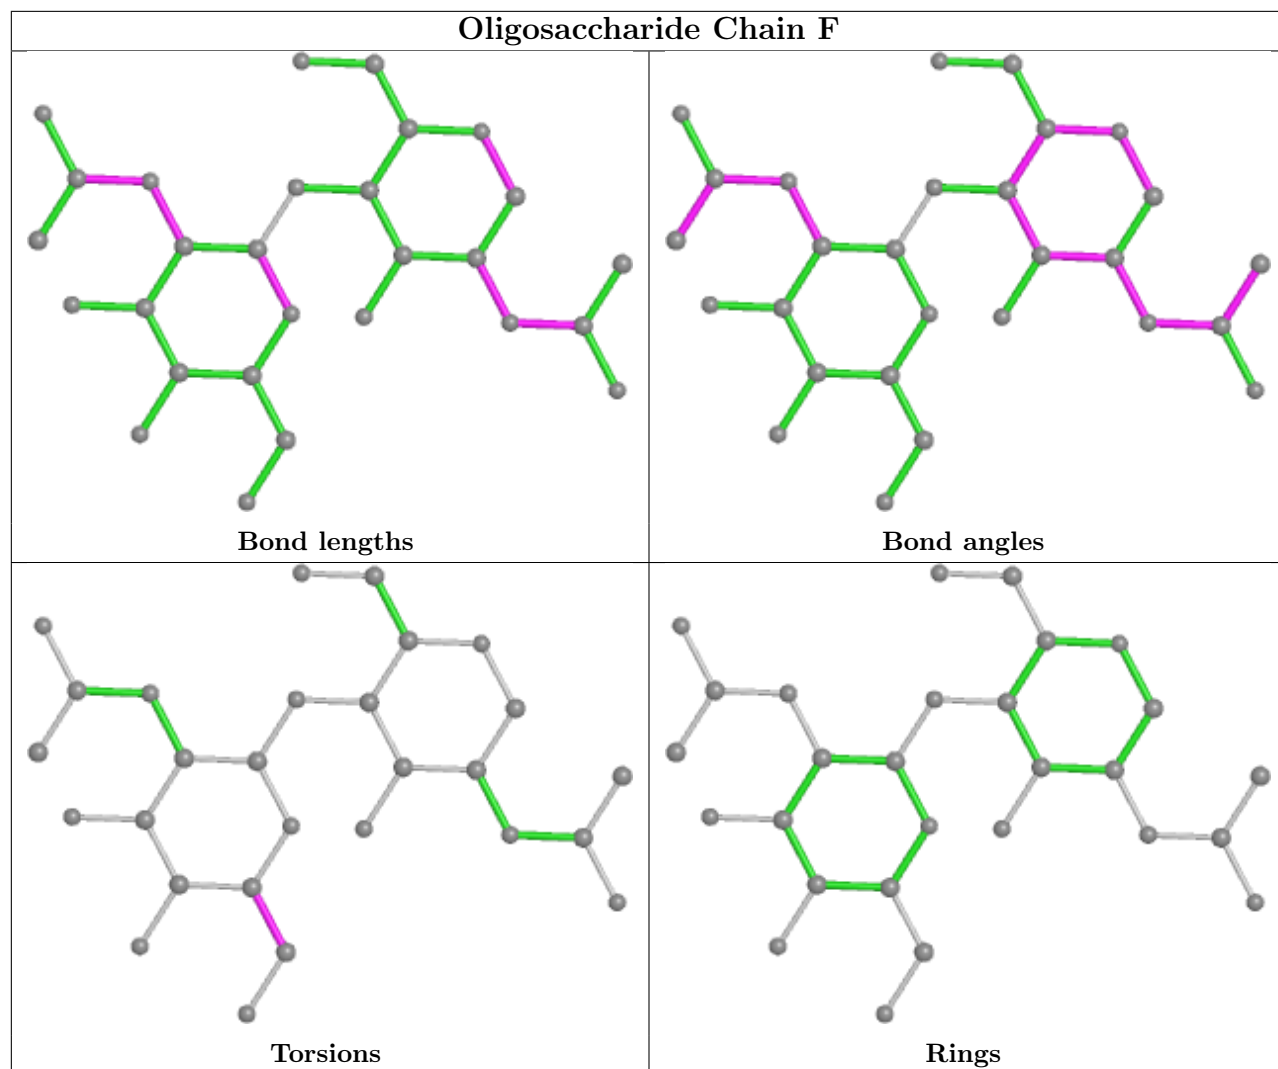 Oligosaccharide Chain F
Bond lengths
Bond angles
Torsions
Rings